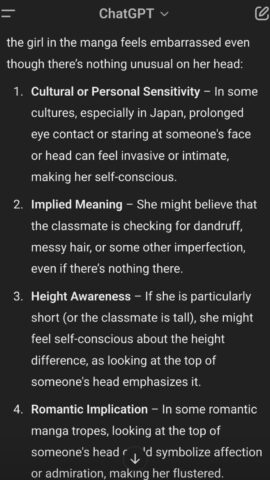 ChatGPT
the girl in the manga feels embarrassed even
though there's nothing unusual on her head:
1. Cultural or Personal Sensitivity – In some
cultures, especially in Japan, prolonged
eye contact or staring at someone's face
or head can feel invasive or intimate,
making her self-conscious.
2. Implied Meaning – She might believe that
the classmate is checking for dandruff,
messy hair, or some other imperfection,
even if there's nothing there.
3. Height Awareness – If she is particularly
short (or the classmate is tall), she might
feel self-conscious about the height
difference, as looking at the top of
someone's head emphasizes it.
4. Romantic Implication – In some romantic
manga tropes, looking at the top of
someone's head symbolize affection
or admiration, making her flustered.